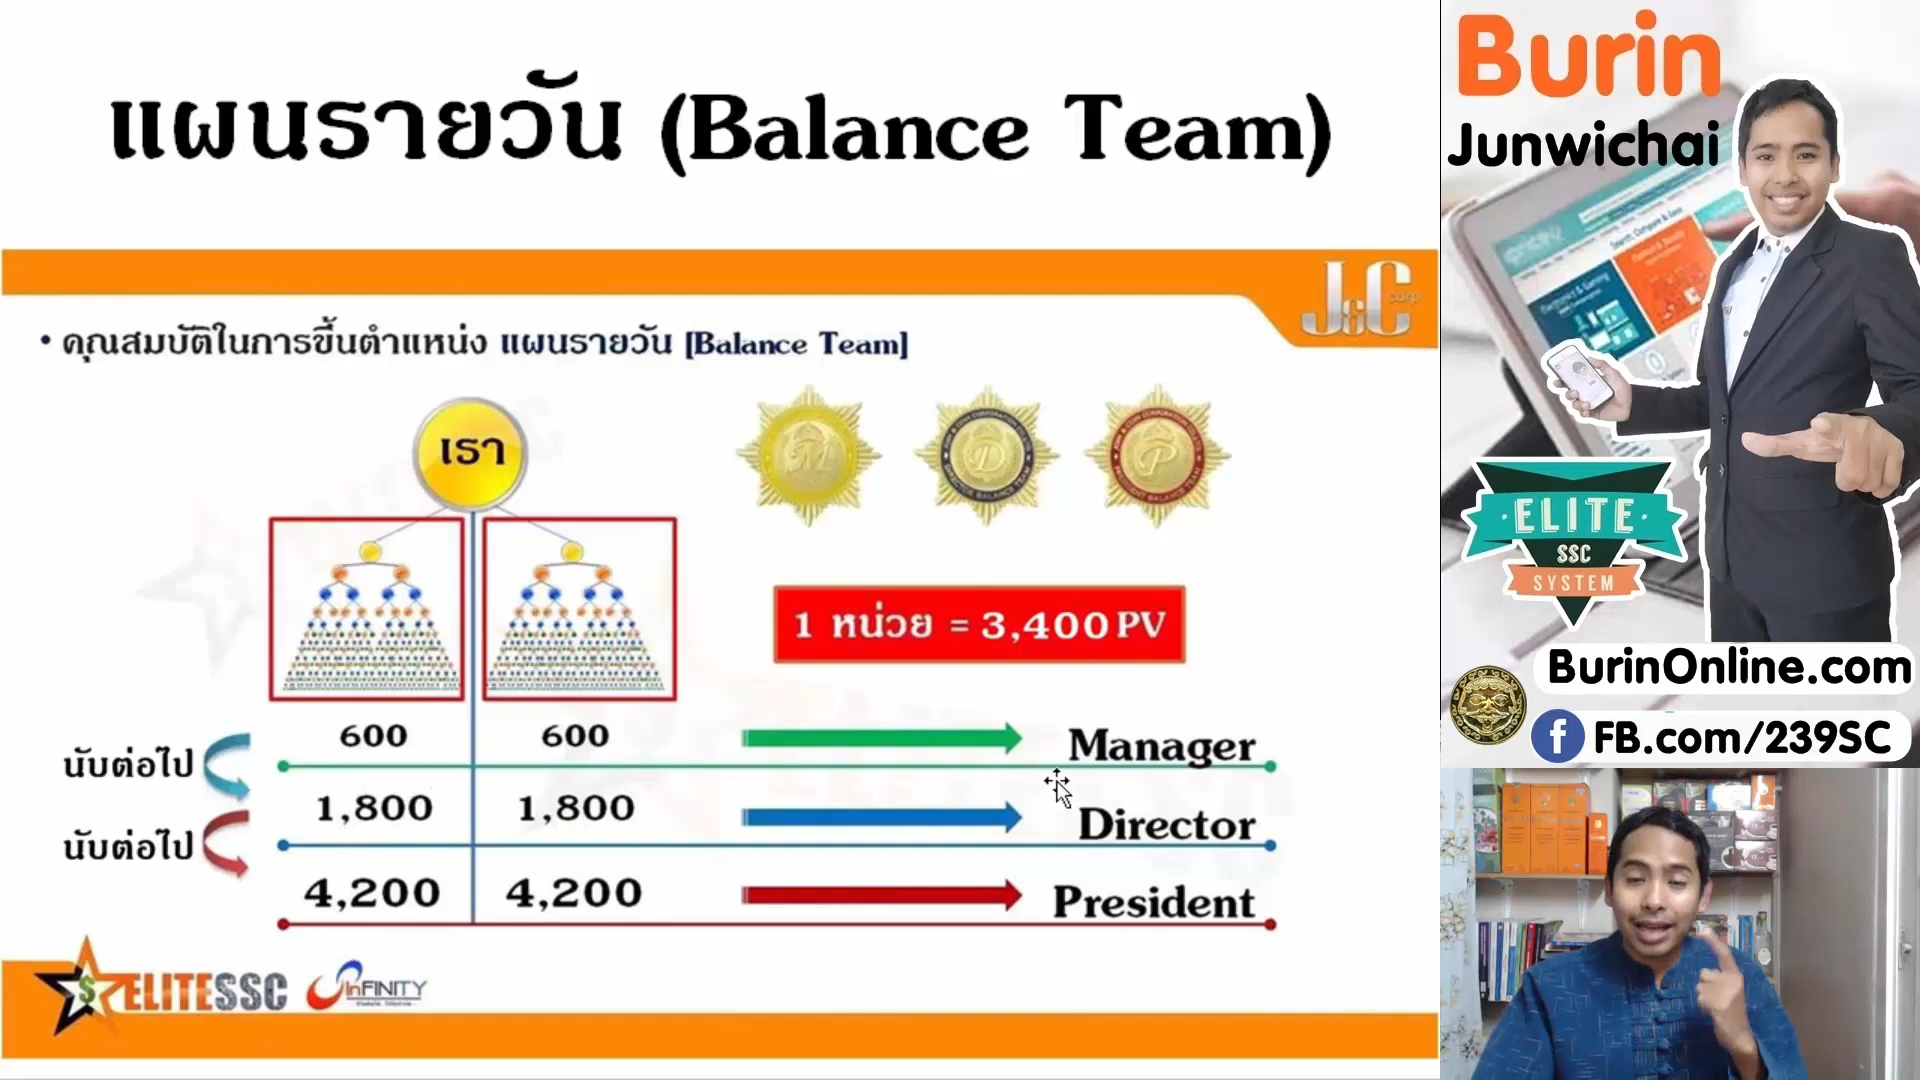 แผนรายวัน (Balance Team)
J&C corp
• คุณสมบัติในการขึ้นตำแหน่ง แผนรายวัน [Balance Team]
เรา
M
D
P
1 หน่วย = 3,400 PV
600 600 Manager
นับต่อไป
1,800 1,800 Director
นับต่อไป
4,200 4,200 President
$ ELITESSC
InFINITY
Burin
Junwichai
· ELITE ·
SSC
SYSTEM
BurinOnline.com
f FB.com/239SC